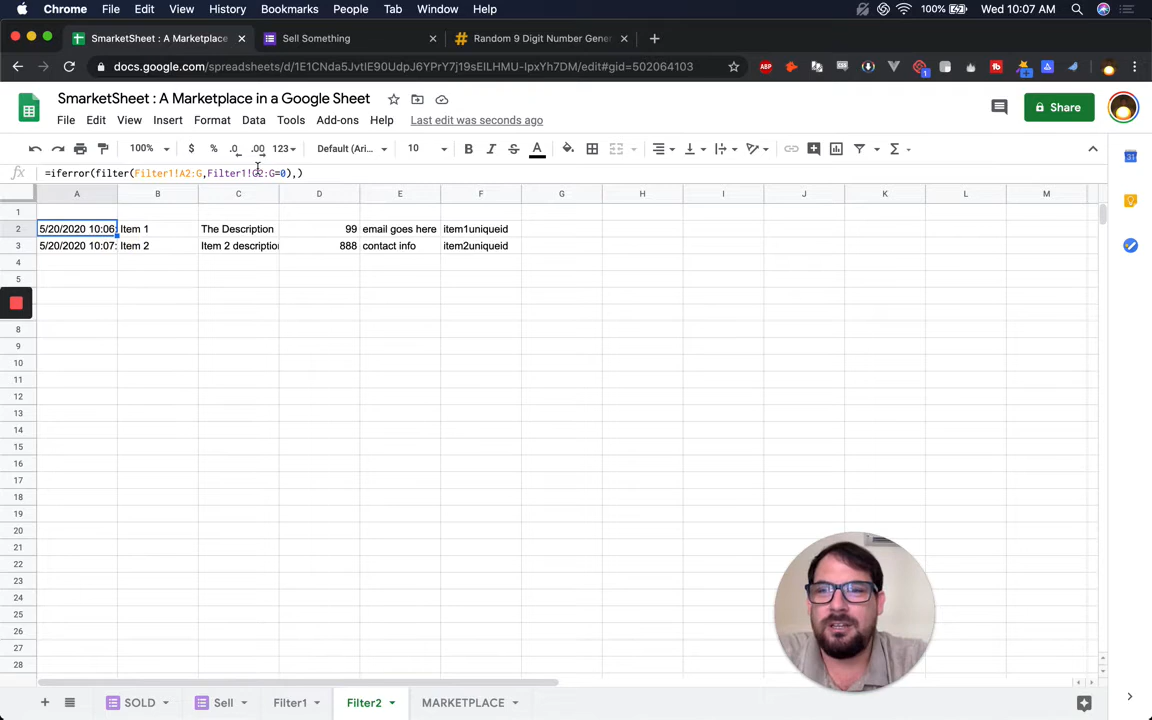 Chrome File Edit View History Bookmarks People Tab Window Help 100% Wed 10:07 AM
SmarketSheet : A Marketplace Sell Something Random 9 Digit Number Gene
docs.google.com/spreadsheets/d/1E1CNda5JvtIE90UdpJ6YPrY7j19sEILHMU-IpxYh7DM/edit#gid=502064103
SmarketSheet : A Marketplace in a Google Sheet
Share
File Edit View Insert Format Data Tools Add-ons Help Last edit was seconds ago
100% $ % .0 .00 123 Default (Ari... 10 B I S A
fx =iferror(filter(Filter1!A2:G,Filter1!G2:G=0),)
A B C D E F G H I J K L M
1
2 5/20/2020 10:06: Item 1 The Description 99 email goes here item1uniqueid
3 5/20/2020 10:07: Item 2 Item 2 description 888 contact info item2uniqueid
4
5
8
9
10
11
12
13
14
15
16
17
18
19
20
21
22
23
24
25
26
27
28
SOLD Sell Filter1 Filter2 MARKETPLACE